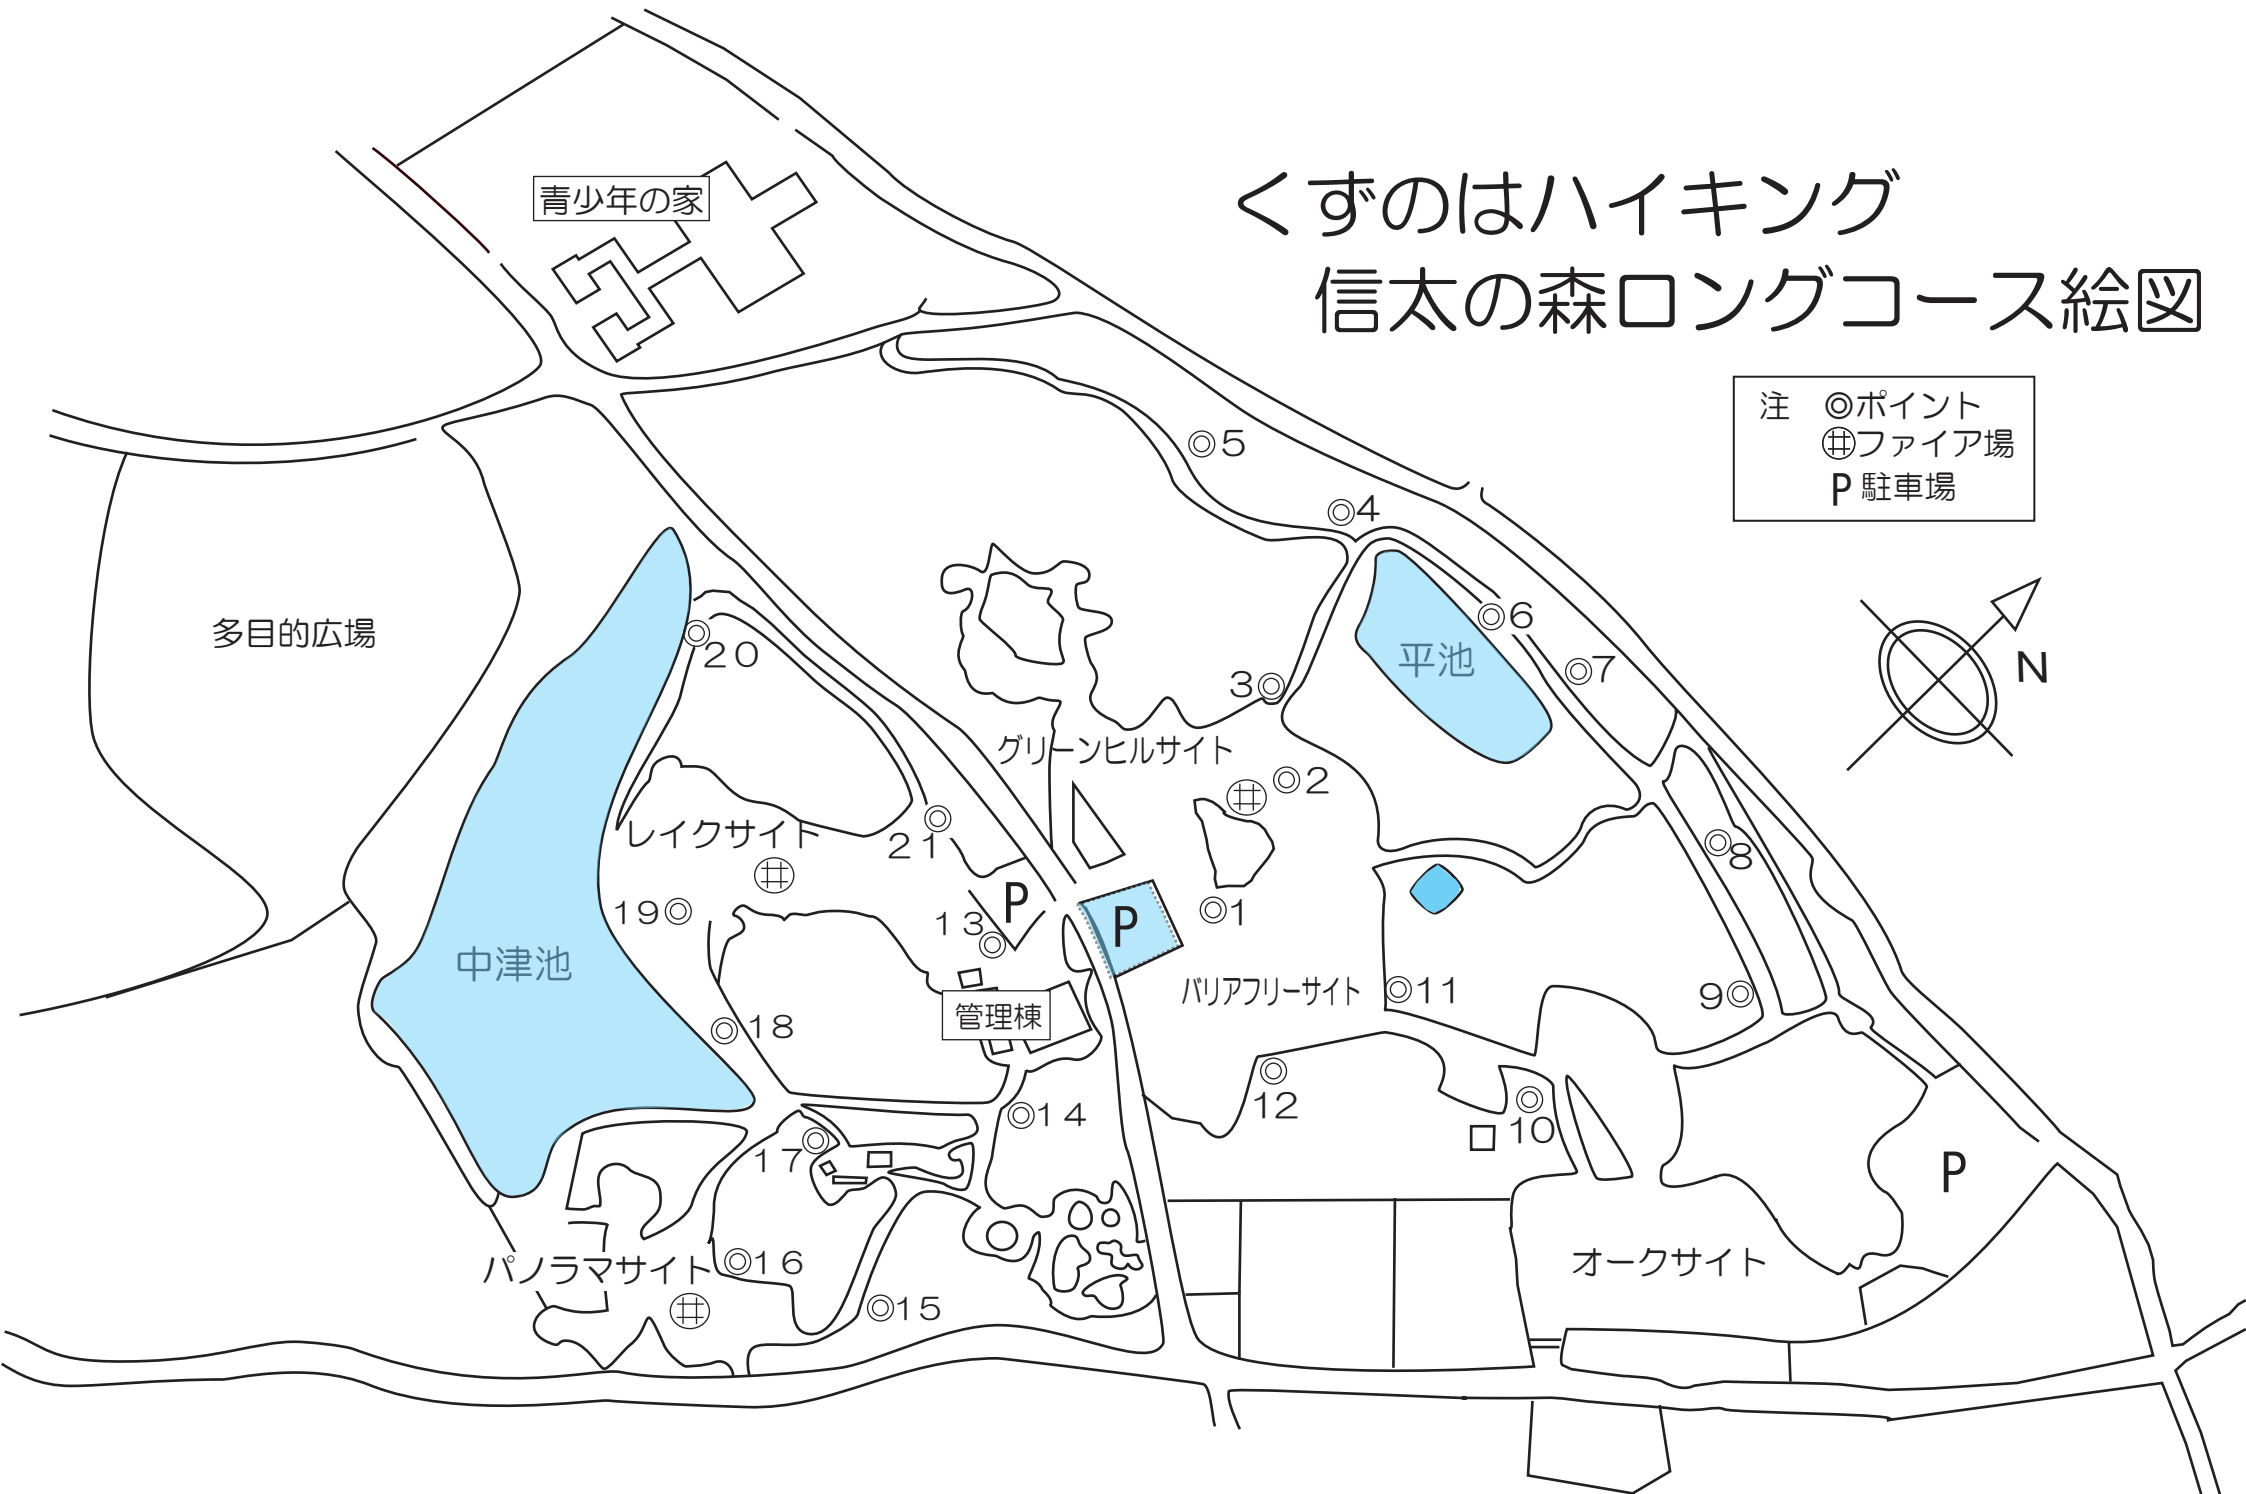 くずのはハイキング
信太の森ロングコース絵図
注 ◎ポイント
ファイア場
P 駐車場
N
青少年の家
多目的広場
中津池
平池
グリーンヒルサイト
レイクサイト
バリアフリーサイト
管理棟
パノラマサイト
オークサイト
P
P
P
1
2
3
4
5
6
7
8
9
10
11
12
13
14
15
16
17
18
19
20
21